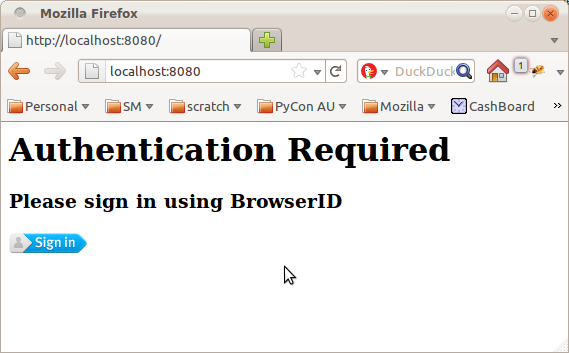 Mozilla Firefox
http://localhost:8080/
localhost:8080 DuckDuck 1
Personal SM scratch PyCon AU Mozilla CashBoard »
Authentication Required
Please sign in using BrowserID
Sign in